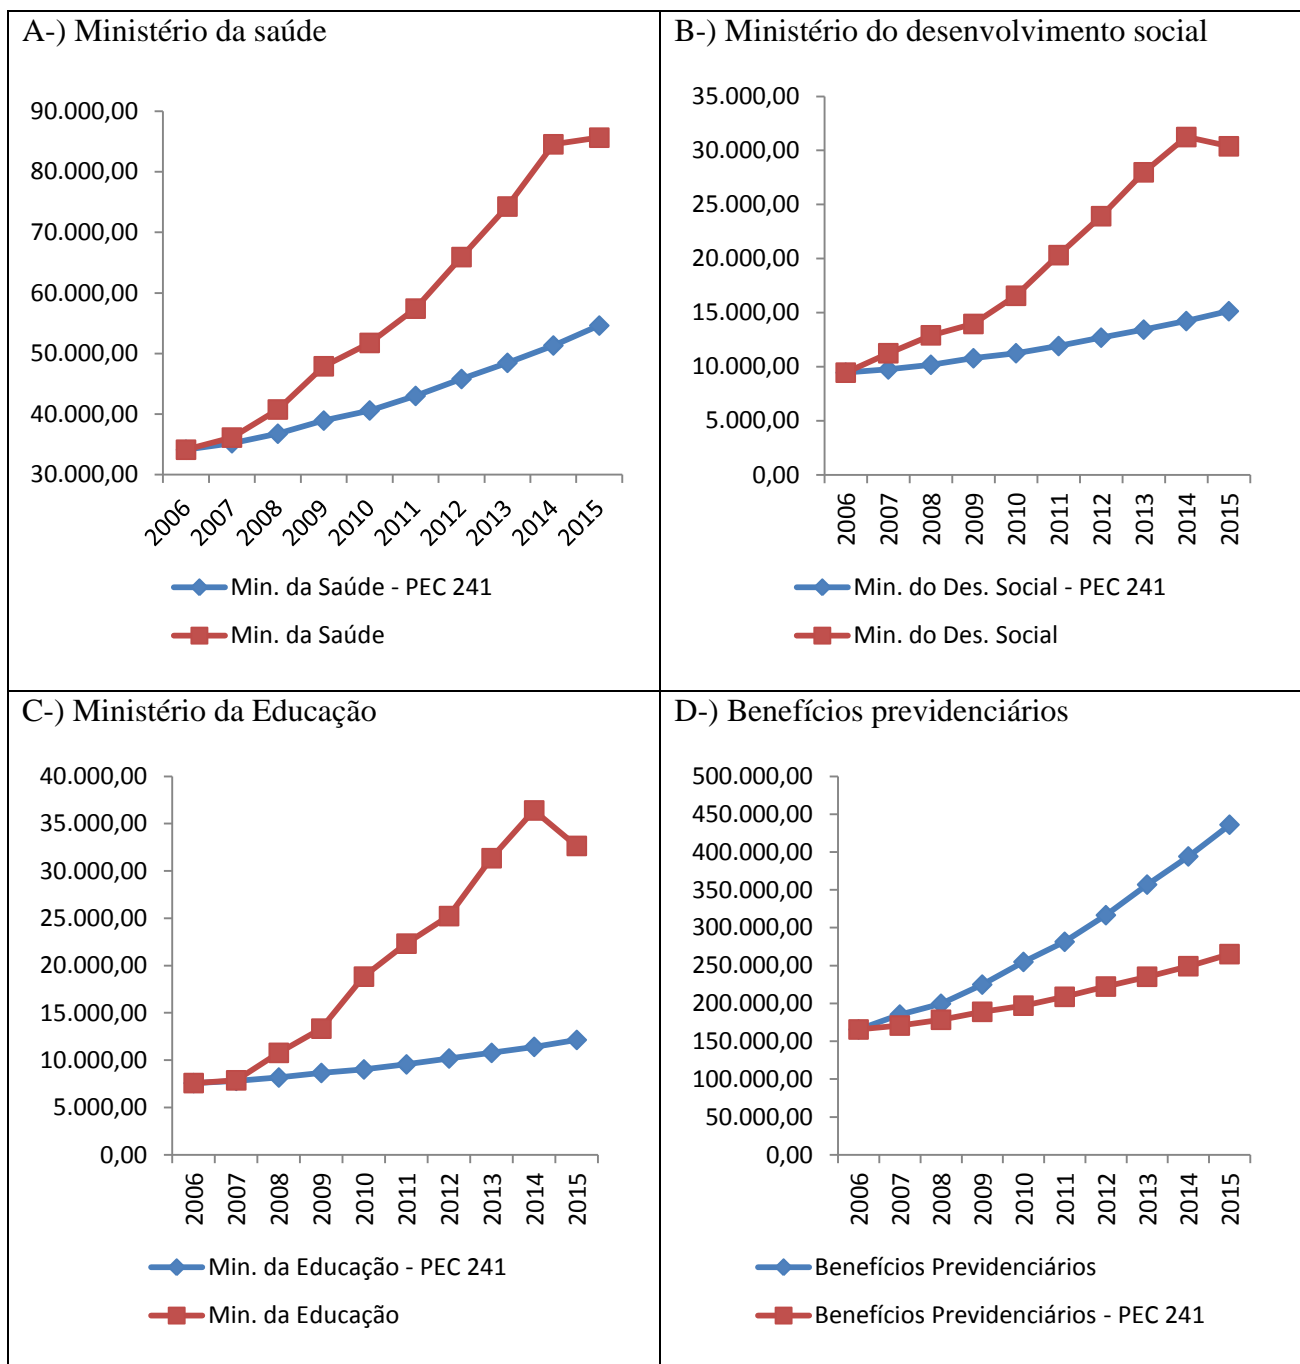 A-) Ministério da saúde
90.000,00
80.000,00
70.000,00
60.000,00
50.000,00
40.000,00
30.000,00
2006 2007 2008 2009 2010 2011 2012 2013 2014 2015
Min. da Saúde - PEC 241
Min. da Saúde
B-) Ministério do desenvolvimento social
35.000,00
30.000,00
25.000,00
20.000,00
15.000,00
10.000,00
5.000,00
0,00
2006 2007 2008 2009 2010 2011 2012 2013 2014 2015
Min. do Des. Social - PEC 241
Min. do Des. Social
C-) Ministério da Educação
40.000,00
35.000,00
30.000,00
25.000,00
20.000,00
15.000,00
10.000,00
5.000,00
0,00
2006 2007 2008 2009 2010 2011 2012 2013 2014 2015
Min. da Educação - PEC 241
Min. da Educação
D-) Benefícios previdenciários
500.000,00
450.000,00
400.000,00
350.000,00
300.000,00
250.000,00
200.000,00
150.000,00
100.000,00
50.000,00
0,00
2006 2007 2008 2009 2010 2011 2012 2013 2014 2015
Benefícios Previdenciários
Benefícios Previdenciários - PEC 241